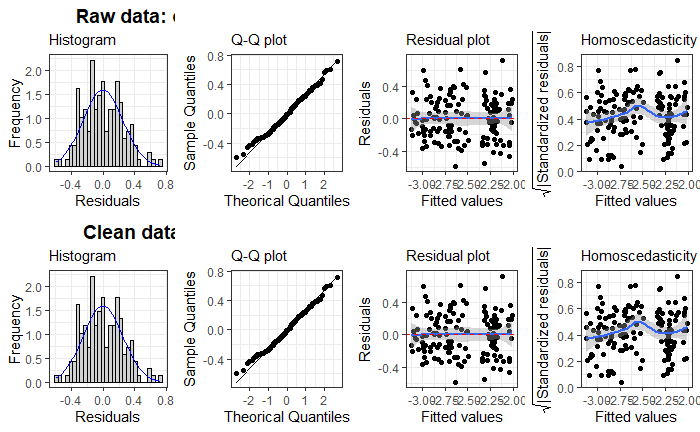 Raw data:
Histogram
Frequency
2.0
1.5
1.0
0.5
0.0
-0.4 0.0 0.4 0.8
Residuals
Q-Q plot
Sample Quantiles
0.4
0.0
-0.4
-2 -1 0 1 2
Theorical Quantiles
Residual plot
Residuals
0.4
0.0
-0.4
-3.00 -2.75 -2.50 -2.25 -2.00
Fitted values
Homoscedasticity
√|Standardized residuals|
0.8
0.6
0.4
0.2
0.0
-3.00 -2.75 -2.50 -2.25 -2.00
Fitted values
Clean data
Histogram
Frequency
2.0
1.5
1.0
0.5
0.0
-0.4 0.0 0.4 0.8
Residuals
Q-Q plot
Sample Quantiles
0.8
0.4
0.0
-0.4
-2 -1 0 1 2
Theorical Quantiles
Residual plot
Residuals
0.4
0.0
-0.4
-3.00 -2.75 -2.50 -2.25 -2.00
Fitted values
Homoscedasticity
√|Standardized residuals|
0.8
0.6
0.4
0.2
0.0
-3.00 -2.75 -2.50 -2.25 -2.00
Fitted values